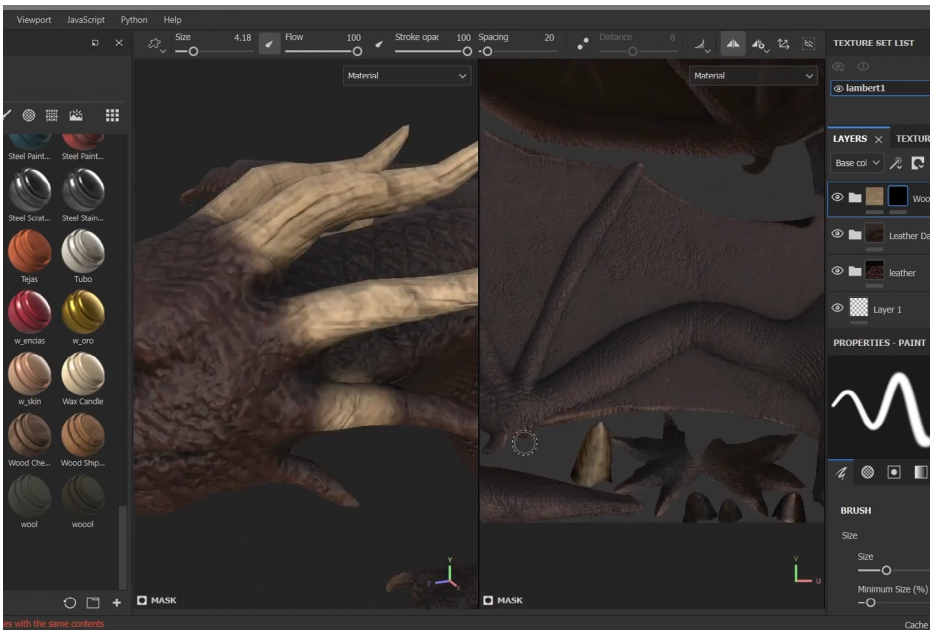 Viewport JavaScript Python Help
Size 4.18 Flow 100 Stroke opac 100 Spacing 20 Distance 8
Material
Material
Steel Paint... Steel Paint...
Steel Scrat... Steel Stain...
Tejas Tubo
w_encias w_oro
w_skin Wax Candle
Wood Che... Wood Ship...
wool woool
es with the same contents
MASK
Y
Z
X
MASK
V
U
TEXTURE SET LIST
lambert1
LAYERS TEXTUR
Base col
Woo
Leather Da
leather
Layer 1
PROPERTIES - PAINT
BRUSH
Size
Size
Minimum Size (%)
Cache